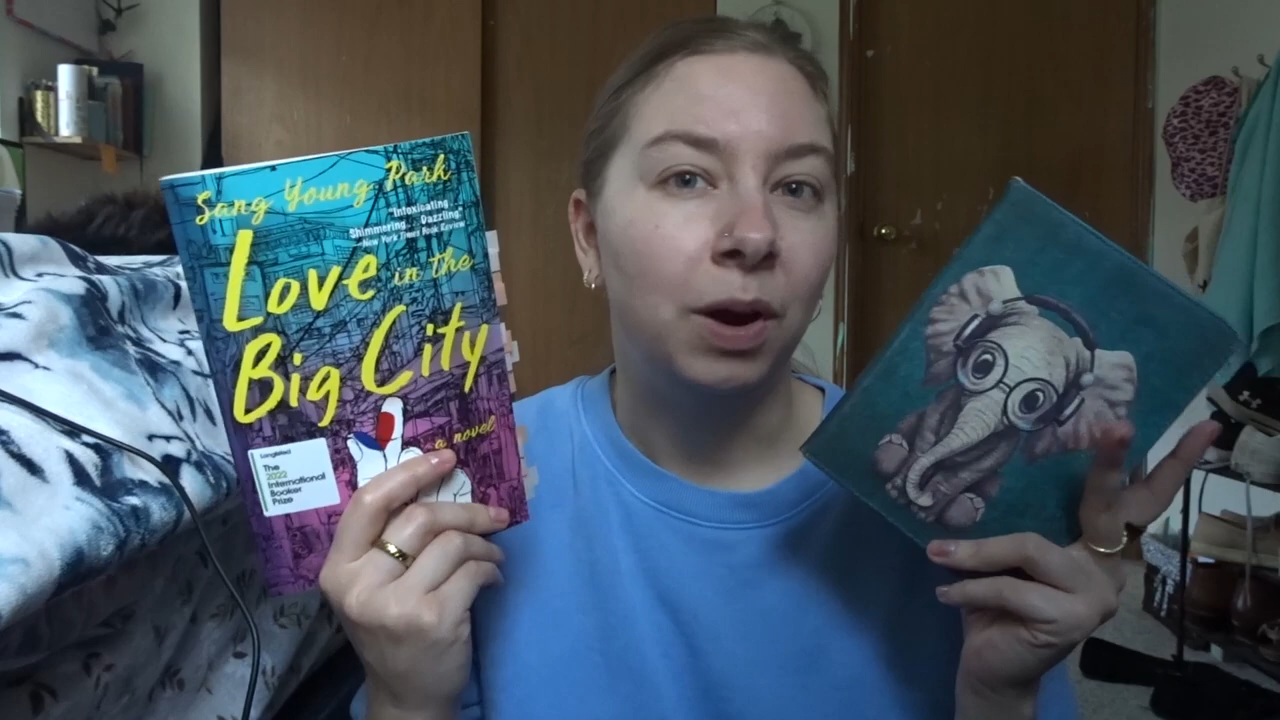 Sang Young Park
"Intoxicating . . .
Shimmering . . . Dazzling."
—New York Times Book Review
Love in the
Big City
a novel
Longlisted
The
2022
International
Booker
Prize